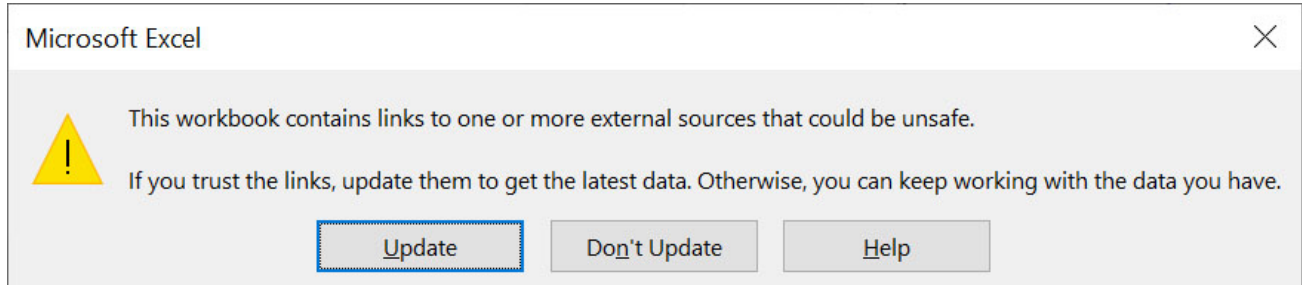 Microsoft Excel
!
This workbook contains links to one or more external sources that could be unsafe.
If you trust the links, update them to get the latest data. Otherwise, you can keep working with the data you have.
Update Don't Update Help